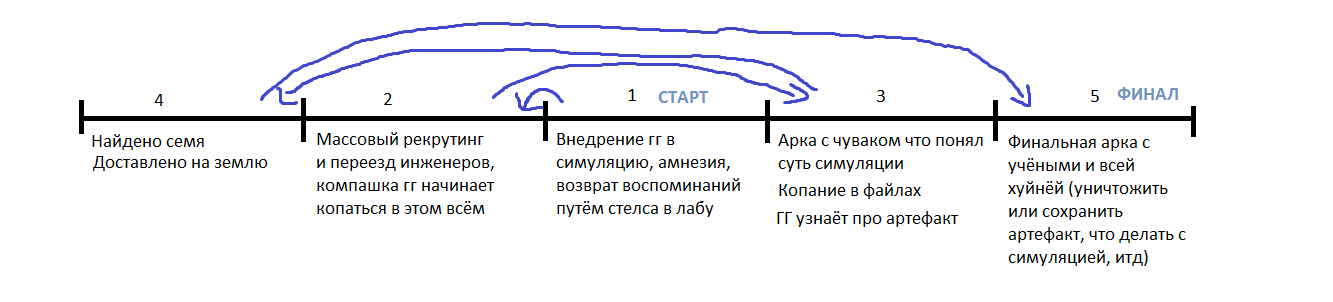 4
2
1 СТАРТ
3
5 ФИНАЛ
Найдено семя
Доставлено на землю
Массовый рекрутинг
и переезд инженеров,
компашка гг начинает
копаться в этом всём
Внедрение гг в
симуляцию, амнезия,
возврат воспоминаний
путём стелса в лабу
Арка с чуваком что понял
суть симуляции
Копание в файлах
ГГ узнаёт про артефакт
Финальная арка с
учёными и всей
хуйнёй (уничтожить
или сохранить
артефакт, что делать с
симуляцией, итд)